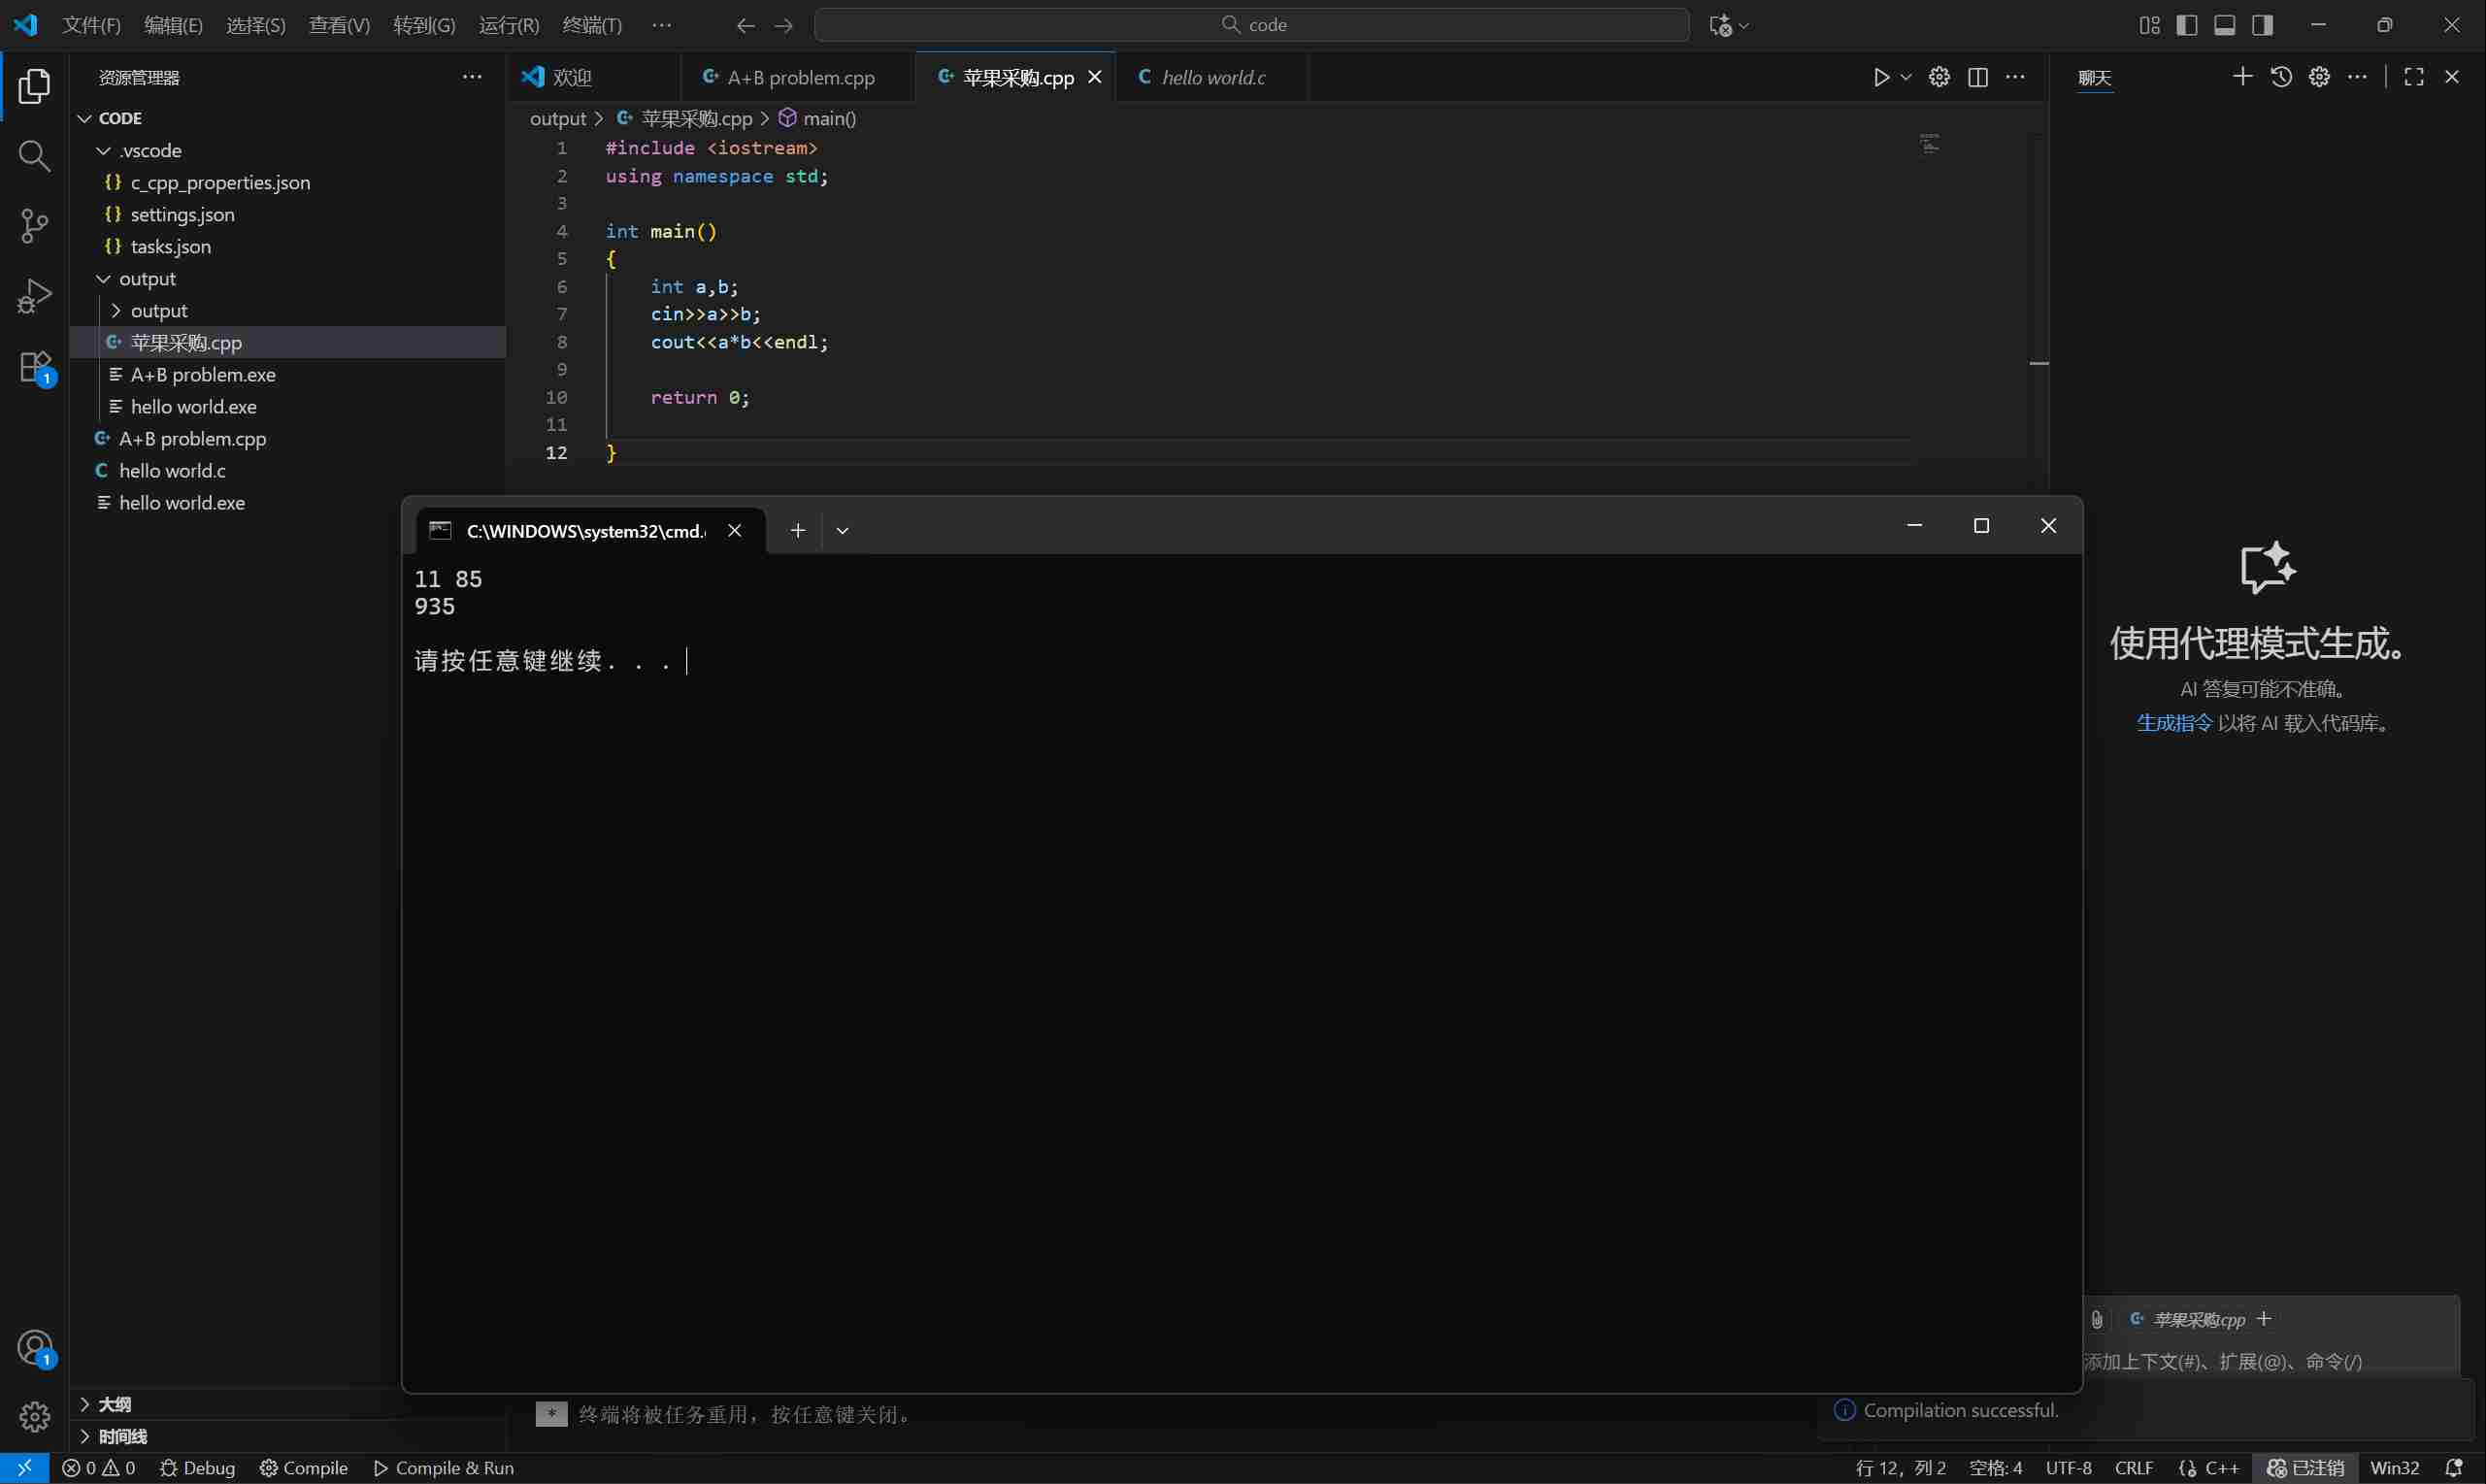 文件(F) 编辑(E) 选择(S) 查看(V) 转到(G) 运行(R) 终端(T) ···
code
资源管理器 ···
CODE
.vscode
{} c_cpp_properties.json
{} settings.json
{} tasks.json
output
output
苹果采购.cpp
A+B problem.exe
hello world.exe
A+B problem.cpp
C hello world.c
hello world.exe
大纲
时间线
欢迎 A+B problem.cpp 苹果采购.cpp C hello world.c
output > 苹果采购.cpp > main()
1 #include <iostream>
2 using namespace std;
3
4 int main()
5 {
6 int a,b;
7 cin>>a>>b;
8 cout<<a*b<<endl;
9
10 return 0;
11
12 }
C:\WINDOWS\system32\cmd.
11 85
935
请按任意键继续. . .
* 终端将被任务重用，按任意键关闭。
聊天
使用代理模式生成。
AI 答复可能不准确。
生成指令 以将 AI 载入代码库。
苹果采购.cpp
添加上下文(#)、扩展(@)、命令(/)
Compilation successful.
1
1
0 0 Debug Compile Compile & Run
行 12，列 2 空格: 4 UTF-8 CRLF {} C++ 已注销 Win32